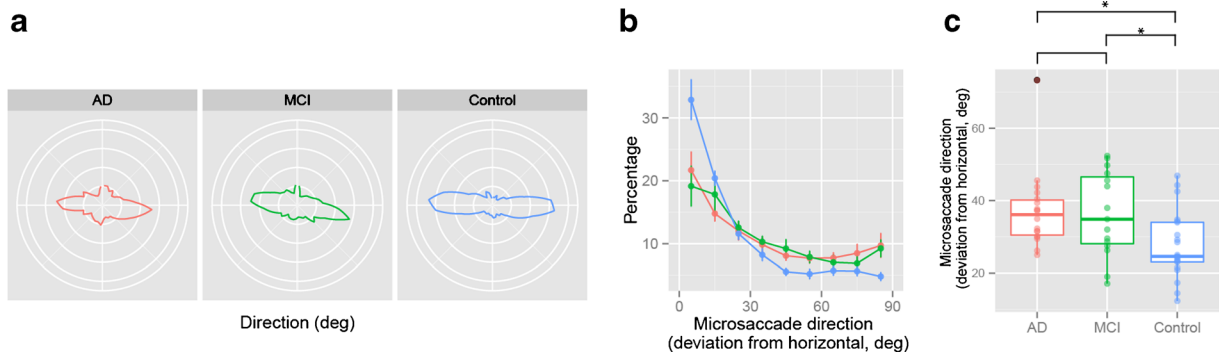 a
AD
MCI
Control
Direction (deg)
b
Percentage
30
20
10
0
30
60
90
Microsaccade direction
(deviation from horizontal, deg)
c
*
*
Microsaccade direction
(deviation from horizontal, deg)
60
40
20
AD
MCI
Control